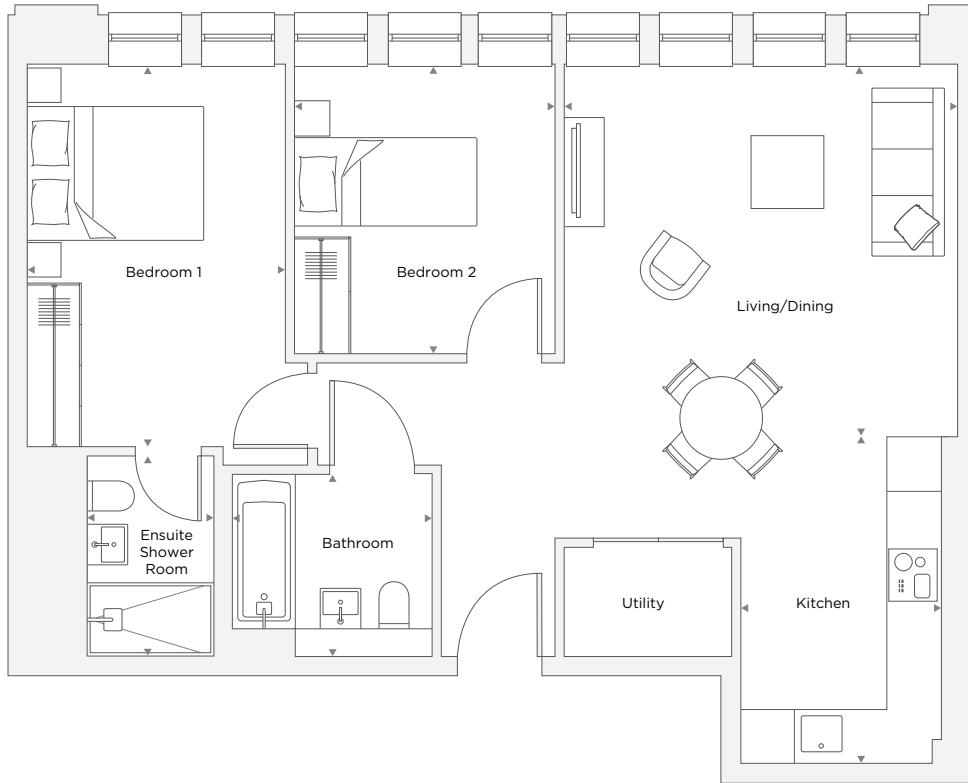 Bedroom 1
Bedroom 2
Living/Dining
Ensuite
Shower
Room
Bathroom
Utility
Kitchen